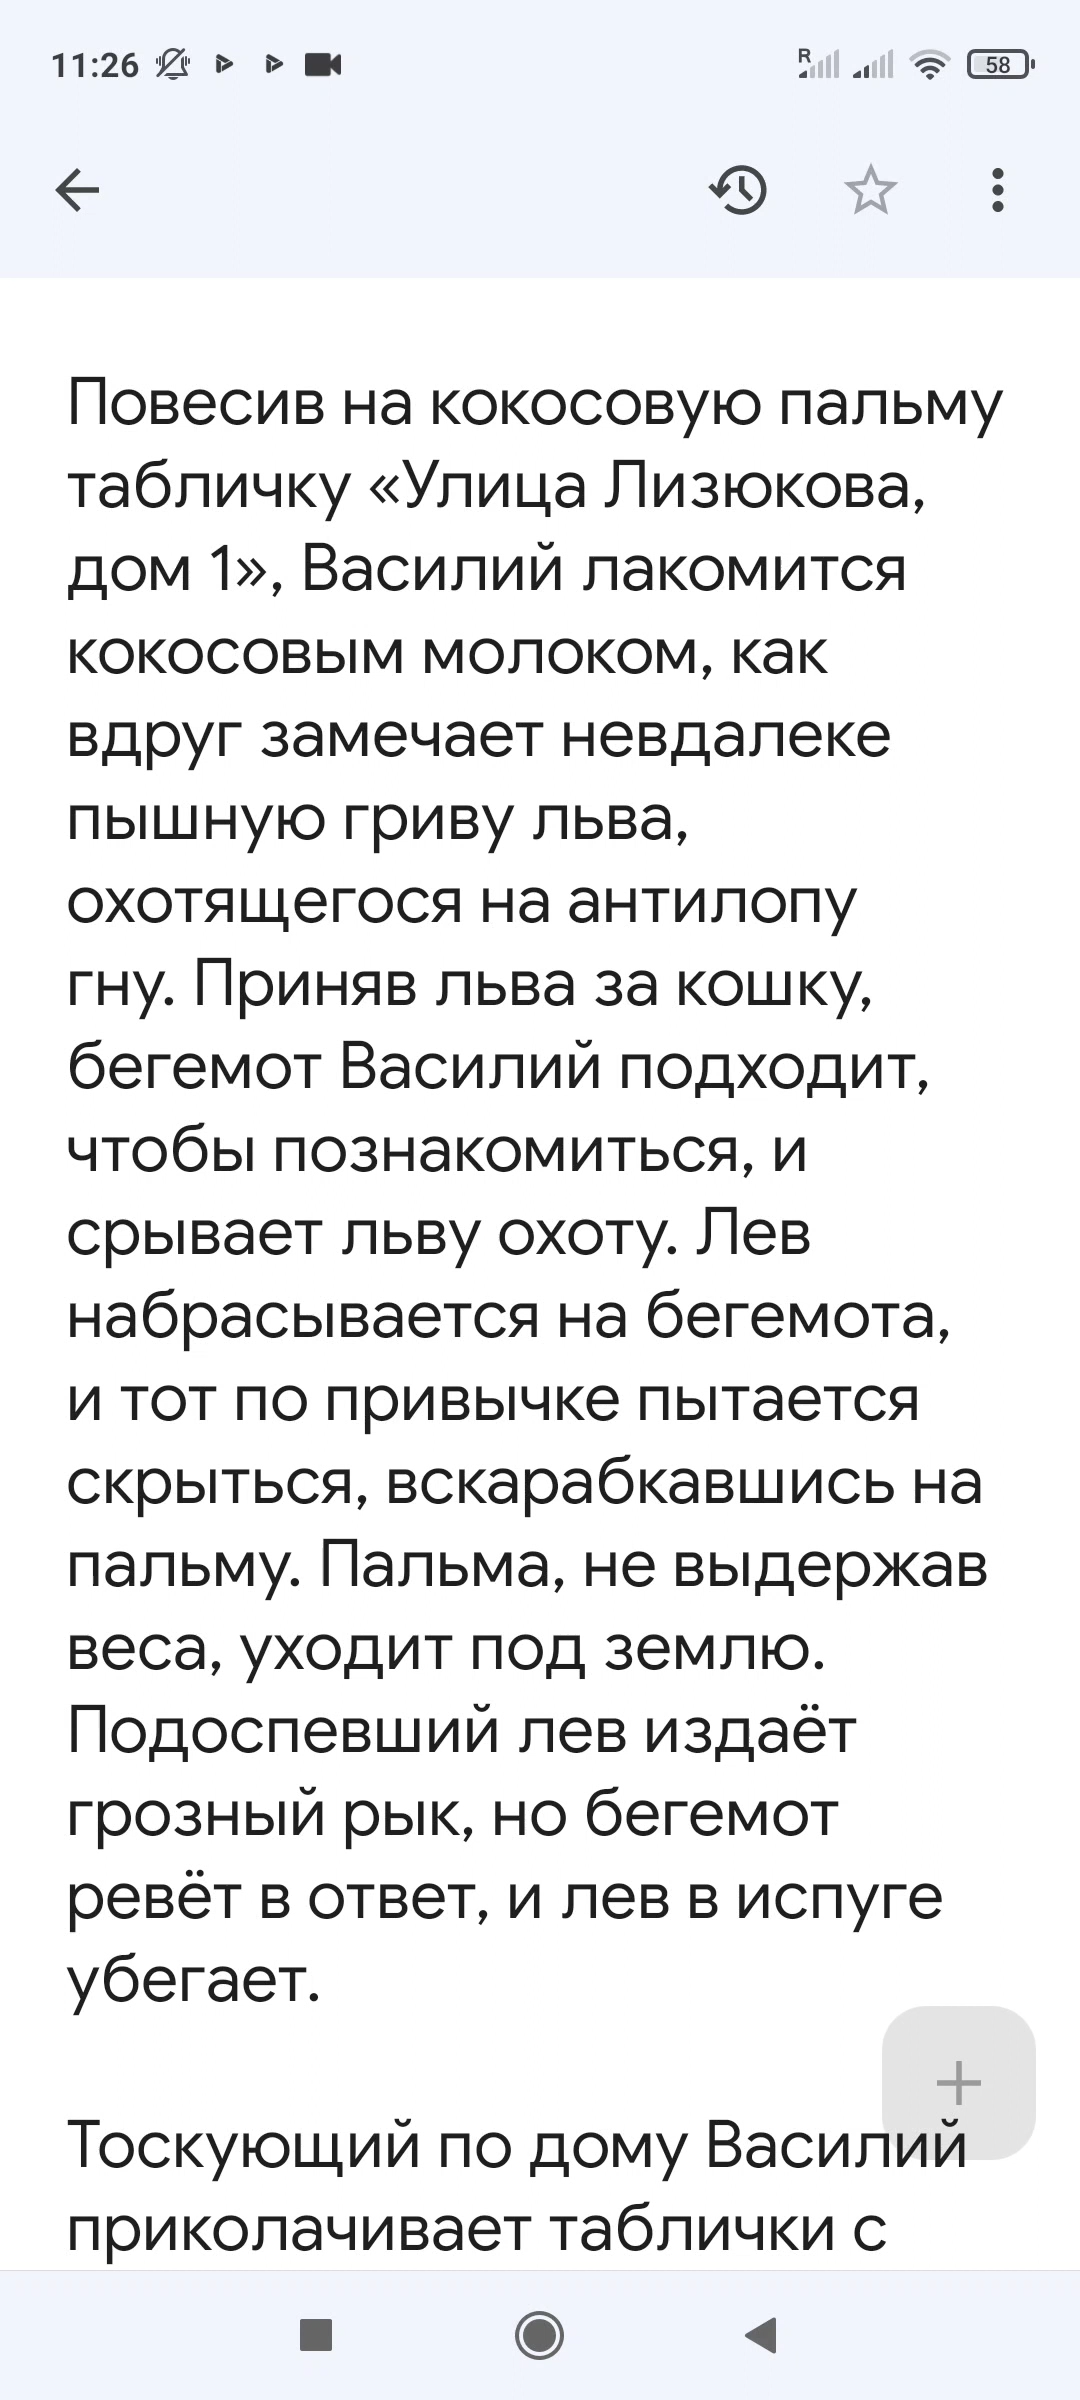 11:26
R
58
Повесив на кокосовую пальму
табличку «Улица Лизюкова,
дом 1», Василий лакомится
кокосовым молоком, как
вдруг замечает невдалеке
пышную гриву льва,
охотящегося на антилопу
гну. Приняв льва за кошку,
бегемот Василий подходит,
чтобы познакомиться, и
срывает льву охоту. Лев
набрасывается на бегемота,
и тот по привычке пытается
скрыться, вскарабкавшись на
пальму. Пальма, не выдержав
веса, уходит под землю.
Подоспевший лев издаёт
грозный рык, но бегемот
ревёт в ответ, и лев в испуге
убегает.
Тоскующий по дому Василий
приколачивает таблички с